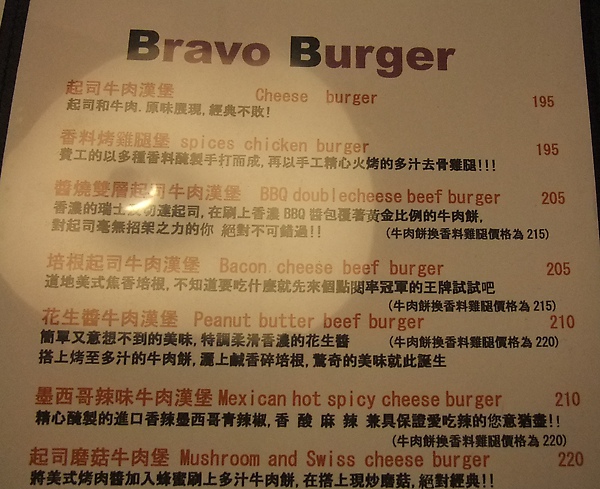 Bravo Burger
起司牛肉漢堡 Cheese burger 195
起司和牛肉.原味展現,經典不敗!
香料烤雞腿堡 spices chicken burger 195
費工的以多種香料醃製手打而成,再以手工精心火烤的多汁去骨雞腿!!!
醬燒雙層起司牛肉漢堡 BBQ doublecheese beef burger 205
香濃的瑞士 切達起司,在刷上香濃 BBQ 醬包覆著黃金比例的牛肉餅,
對起司毫無招架之力的你 絕對不可錯過!!
(牛肉餅換香料雞腿價格為 215)
培根起司牛肉漢堡 Bacon cheese beef burger 205
道地美式焦香培根,不知道要吃什麼就先來個點閱率冠軍的王牌試試吧
(牛肉餅換香料雞腿價格為 215)
花生醬牛肉漢堡 Peanut butter beef burger 210
簡單又意想不到的美味,特調柔滑香濃的花生醬 (牛肉餅換香料雞腿價格為 220)
搭上烤至多汁的牛肉餅,灑上鹹香碎培根,驚奇的美味就此誕生
墨西哥辣味牛肉漢堡 Mexican hot spicy cheese burger 210
精心醃製的進口香辣墨西哥青辣椒,香 酸 麻 辣 兼具保證愛吃辣的您意猶盡!!
(牛肉餅換香料雞腿價格為 220)
起司磨菇牛肉堡 Mushroom and Swiss cheese burger 220
將美式烤肉醬加入蜂蜜刷上多汁牛肉餅,在搭上現炒磨菇,絕對經典!!